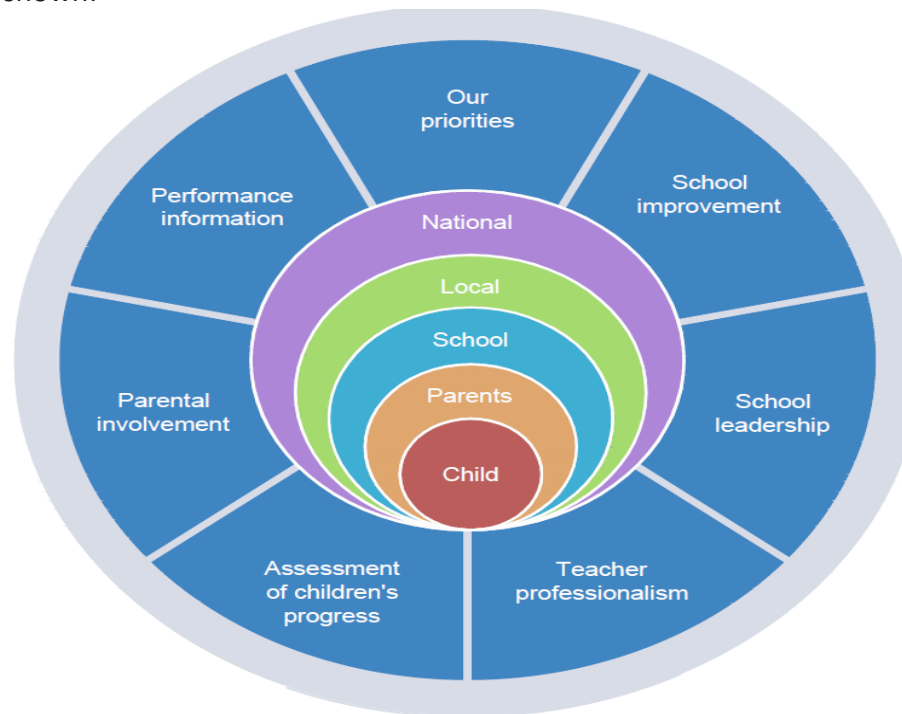 Our
priorities
School
improvement
School
leadership
Teacher
professionalism
Assessment
of children's
progress
Parental
involvement
Performance
information
National
Local
School
Parents
Child